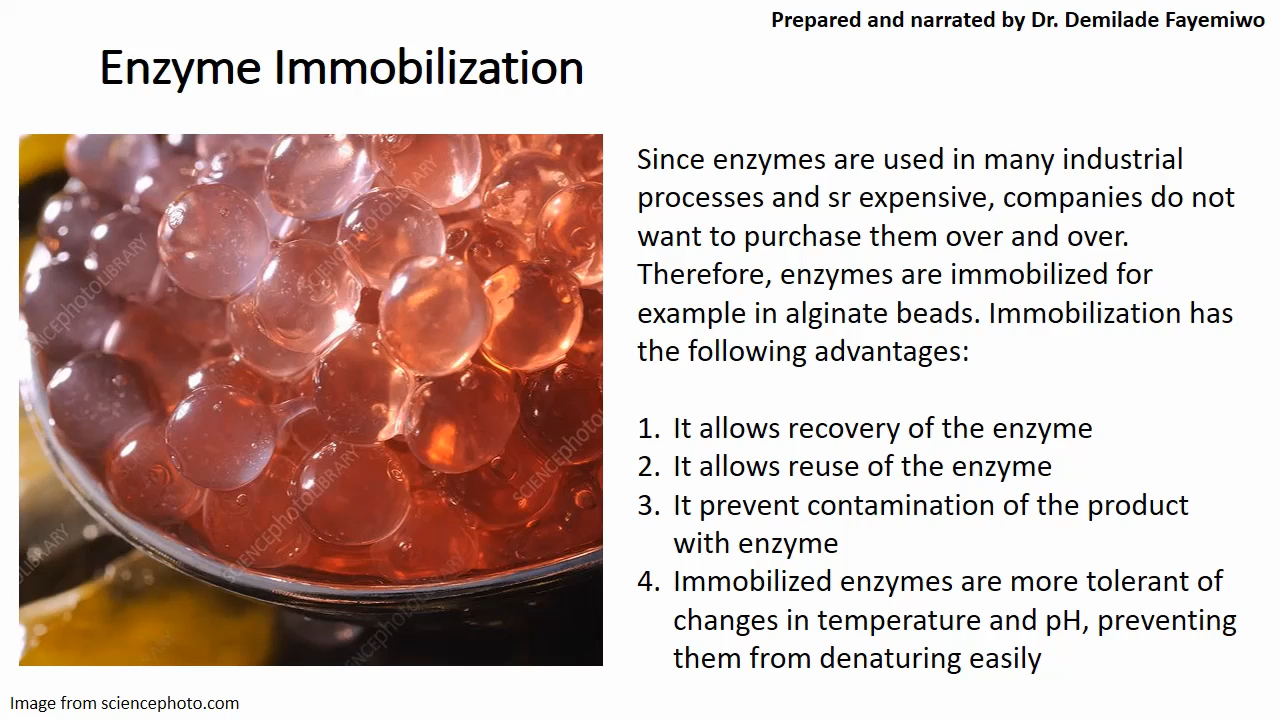 Prepared and narrated by Dr. Demilade Fayemiwo
Enzyme Immobilization
Since enzymes are used in many industrial
processes and sr expensive, companies do not
want to purchase them over and over.
Therefore, enzymes are immobilized for
example in alginate beads. Immobilization has
the following advantages:
1. It allows recovery of the enzyme
2. It allows reuse of the enzyme
3. It prevent contamination of the product
with enzyme
4. Immobilized enzymes are more tolerant of
changes in temperature and pH, preventing
them from denaturing easily
SCIENCEphotoLIBRARY
Image from sciencephoto.com